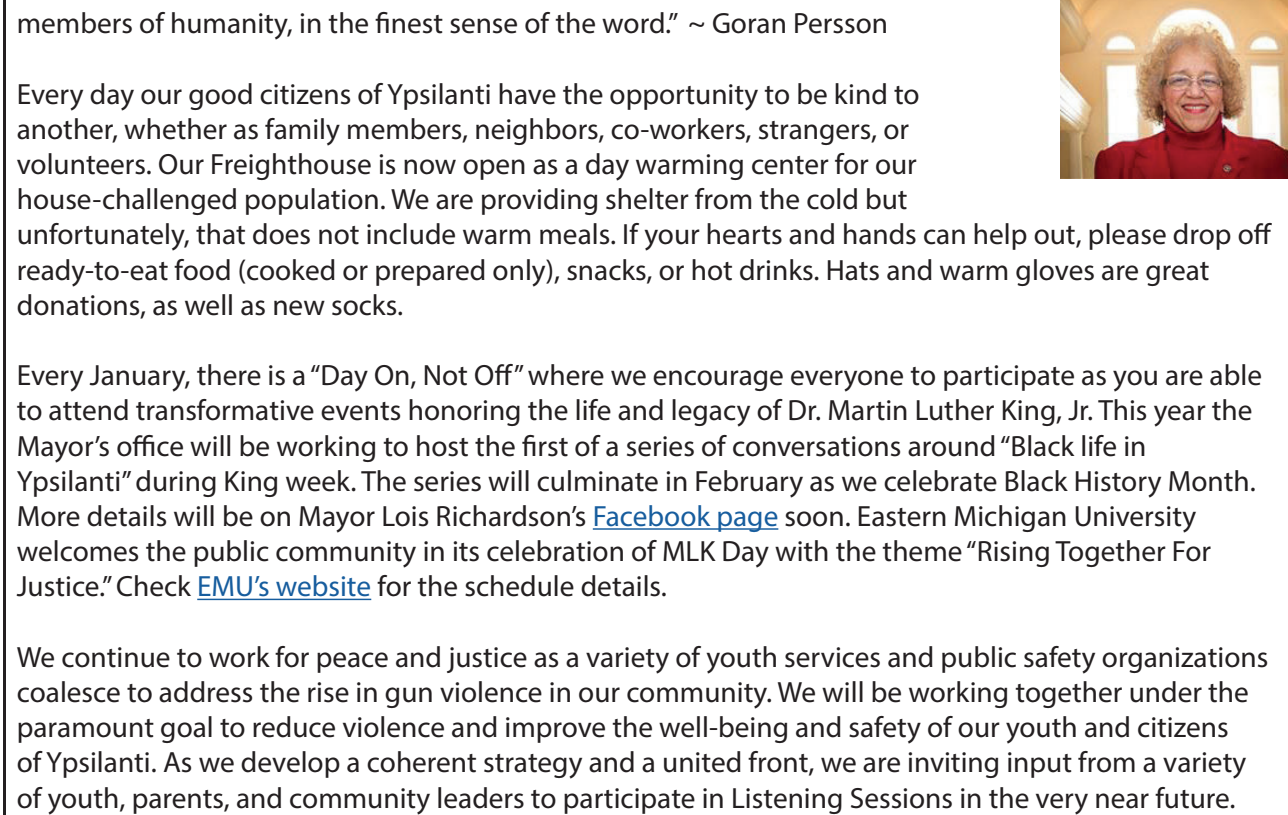 members of humanity, in the finest sense of the word.” ~ Goran Persson
Every day our good citizens of Ypsilanti have the opportunity to be kind to
another, whether as family members, neighbors, co-workers, strangers, or
volunteers. Our Freighthouse is now open as a day warming center for our
house-challenged population. We are providing shelter from the cold but
unfortunately, that does not include warm meals. If your hearts and hands can help out, please drop off
ready-to-eat food (cooked or prepared only), snacks, or hot drinks. Hats and warm gloves are great
donations, as well as new socks.
Every January, there is a “Day On, Not Off” where we encourage everyone to participate as you are able
to attend transformative events honoring the life and legacy of Dr. Martin Luther King, Jr. This year the
Mayor’s office will be working to host the first of a series of conversations around “Black life in
Ypsilanti” during King week. The series will culminate in February as we celebrate Black History Month.
More details will be on Mayor Lois Richardson’s Facebook page soon. Eastern Michigan University
welcomes the public community in its celebration of MLK Day with the theme “Rising Together For
Justice.” Check EMU’s website for the schedule details.
We continue to work for peace and justice as a variety of youth services and public safety organizations
coalesce to address the rise in gun violence in our community. We will be working together under the
paramount goal to reduce violence and improve the well-being and safety of our youth and citizens
of Ypsilanti. As we develop a coherent strategy and a united front, we are inviting input from a variety
of youth, parents, and community leaders to participate in Listening Sessions in the very near future.